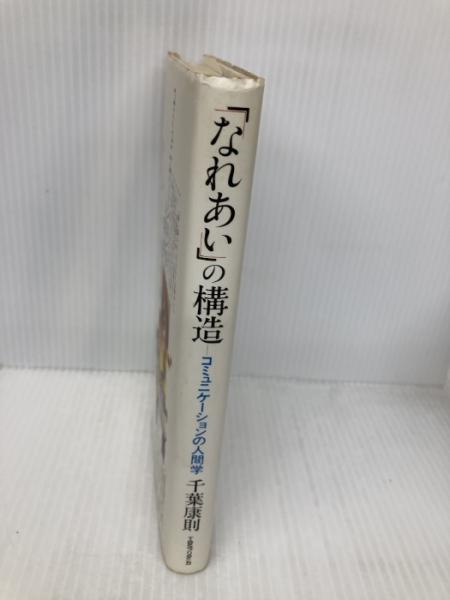 「なれあい」の構造
コミュニケーションの人間学
千葉康則